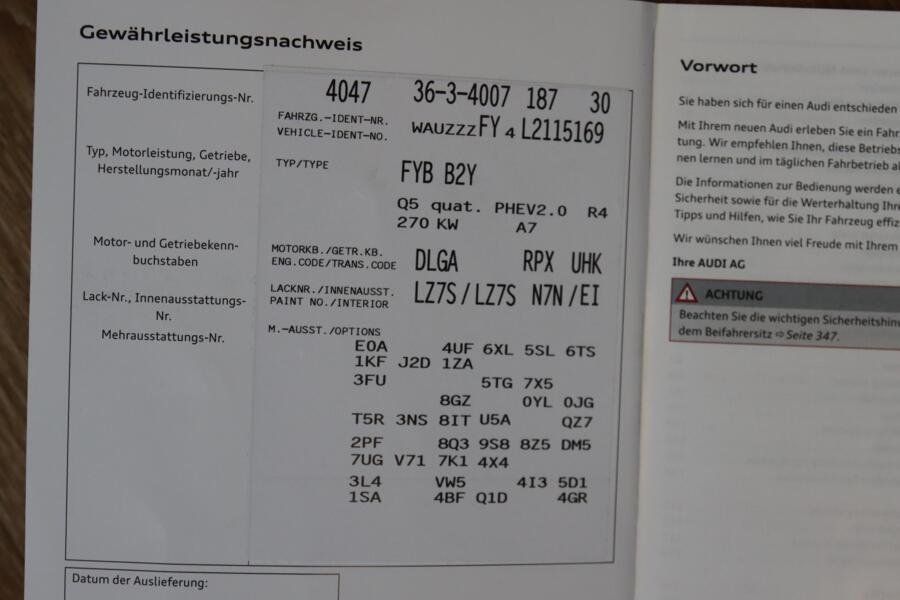 Gewährleistungsnachweis
Fahrzeug-Identifizierungs-Nr.
Typ, Motorleistung, Getriebe,
Herstellungsmonat/-jahr
Motor- und Getriebekenn-
buchstaben
Lack-Nr., Innenausstattungs-
Nr.
Mehrausstattungs-Nr.
4047 36-3-4007 187 30
FAHRZG.-IDENT-NR.
VEHICLE-IDENT-NO. WAUZZZFY4L2115169
TYP/TYPE FYB B2Y
Q5 quat. PHEV2.0 R4
270 KW A7
MOTORKB./GETR.KB.
ENG.CODE/TRANS.CODE DLGA RPX UHK
LACKNR./INNENAUSST.
PAINT NO./INTERIOR LZ7S/LZ7S N7N/EI
M.-AUSST./OPTIONS
E0A 4UF 6XL 5SL 6TS
1KF J2D 1ZA
3FU 5TG 7X5
8GZ 0YL 0JG
T5R 3NS 8IT U5A QZ7
2PF 8Q3 9S8 8Z5 DM5
7UG V71 7K1 4X4
3L4 VW5 4I3 5D1
1SA 4BF Q1D 4GR
Datum der Auslieferung:
Vorwort
Sie haben sich für einen Audi entschieden
Mit Ihrem neuen Audi erleben Sie ein Fahr
tung. Wir empfehlen Ihnen, diese Betriebs
nen lernen und im täglichen Fahrbetrieb al
Die Informationen zur Bedienung werden e
Sicherheit sowie für die Werterhaltung Ihre
Tipps und Hilfen, wie Sie Ihr Fahrzeug effiz
Wir wünschen Ihnen viel Freude mit Ihrem
Ihre AUDI AG
ACHTUNG
Beachten Sie die wichtigen Sicherheitshin
dem Beifahrersitz ⇨ Seite 347.